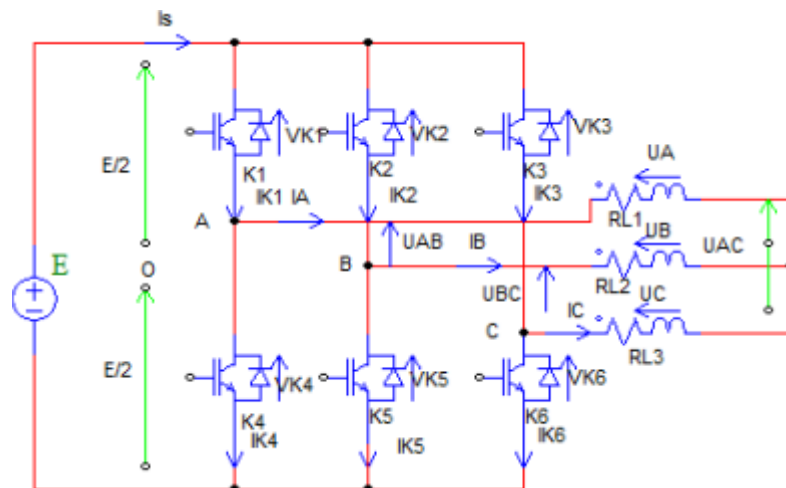 Is
E/2
VK1
VK2
VK3
K1
K2
K3
IK1
IA
IK2
IK3
UA
A
RL1
UAB
IB
UB
UAC
E
O
B
RL2
UBC
IC
UC
C
RL3
E/2
VK4
VK5
VK6
K4
K5
K6
IK4
IK5
IK6